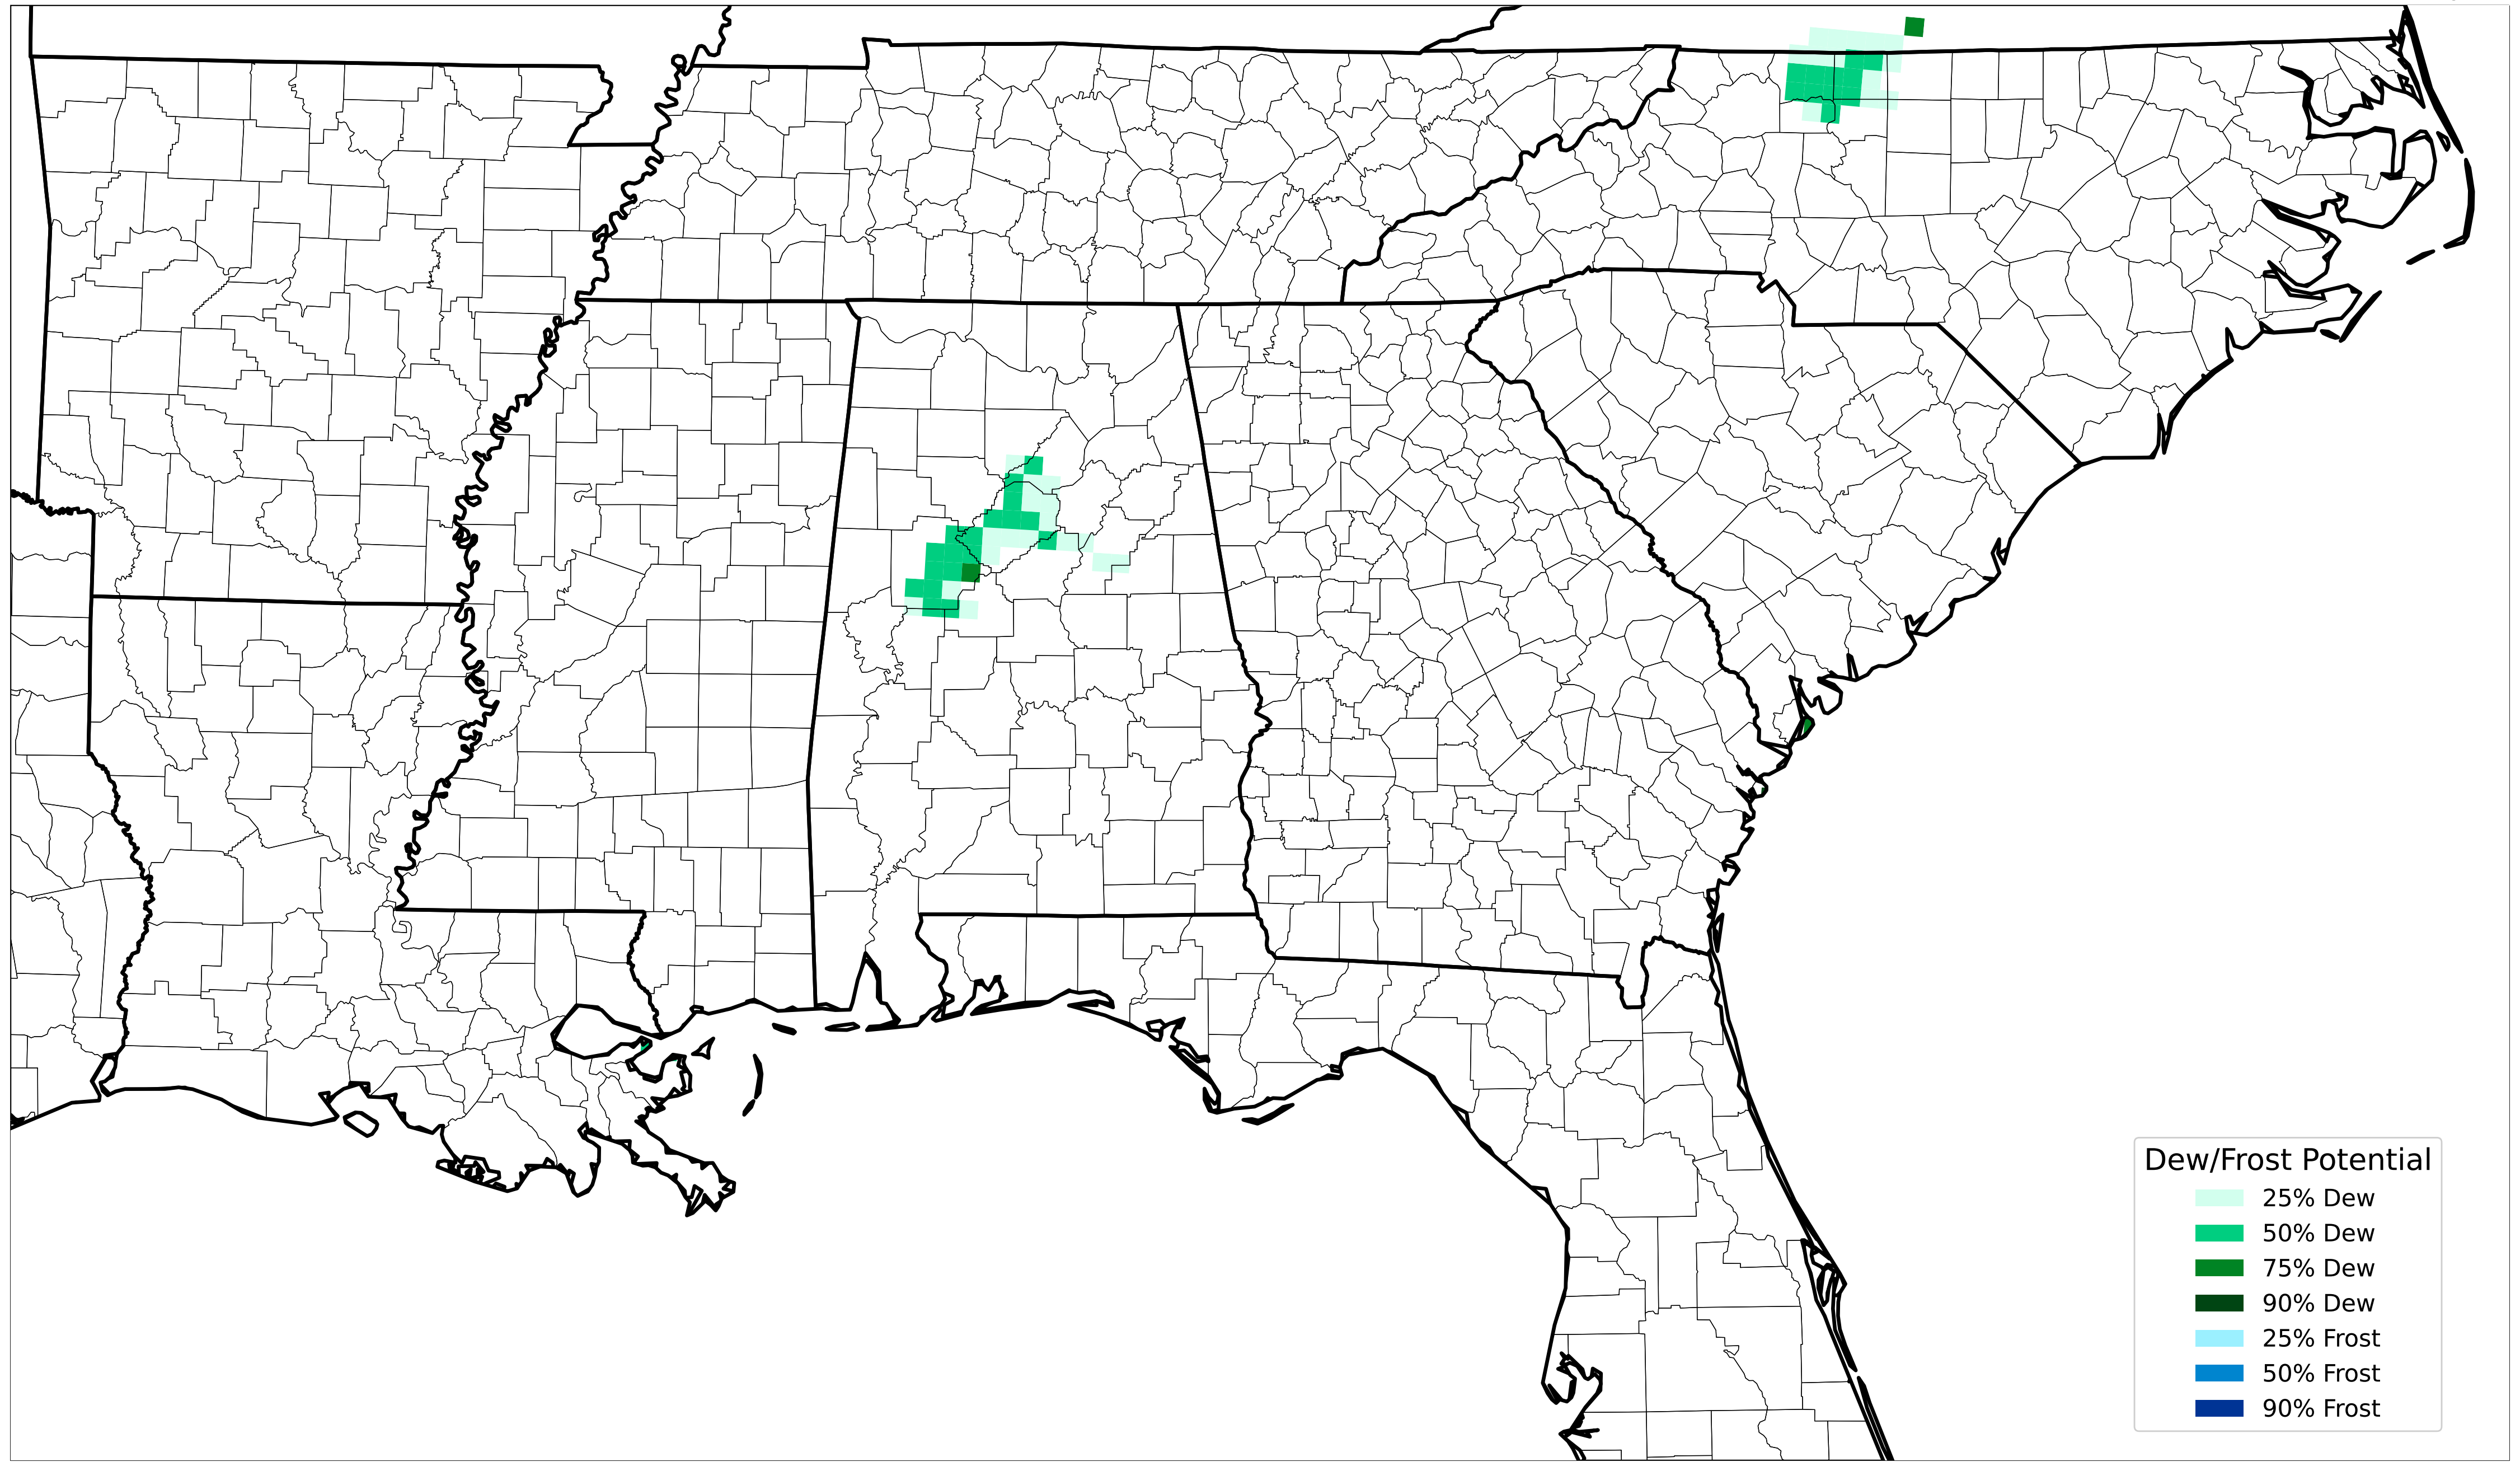 Dew/Frost Potential
25% Dew
50% Dew
75% Dew
90% Dew
25% Frost
50% Frost
90% Frost